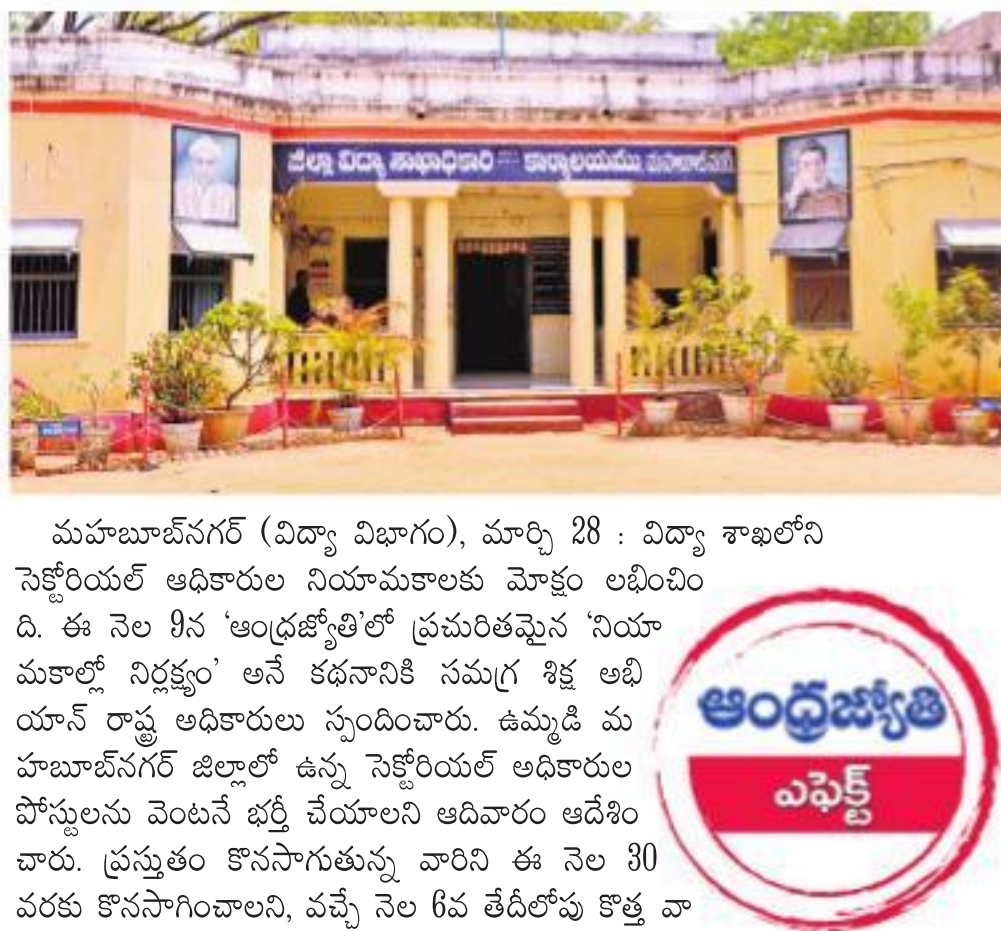 జిల్లా విద్యా శాఖాధికారి కార్యాలయము
మహబూబ్‌నగర్ (విద్యా విభాగం), మార్చి 28 : విద్యా శాఖలోని
సెక్టోరియల్ ఆధికారుల నియామకాలకు మోక్షం లభించిం
ది. ఈ నెల 9న ‘ఆంధ్రజ్యోతి’లో ప్రచురితమైన ‘నియా
మకాల్లో నిర్లక్ష్యం’ అనే కథనానికి సమగ్ర శిక్ష అభి
యాన్ రాష్ట్ర అధికారులు స్పందించారు. ఉమ్మడి మ
హబూబ్‌నగర్ జిల్లాలో ఉన్న సెక్టోరియల్ అధికారుల
పోస్టులను వెంటనే భర్తీ చేయాలని ఆదివారం ఆదేశిం
చారు. ప్రస్తుతం కొనసాగుతున్న వారిని ఈ నెల 30
వరకు కొనసాగించాలని, వచ్చే నెల 6వ తేదీలోపు కొత్త వా
ఆంధ్రజ్యోతి
ఎఫెక్ట్